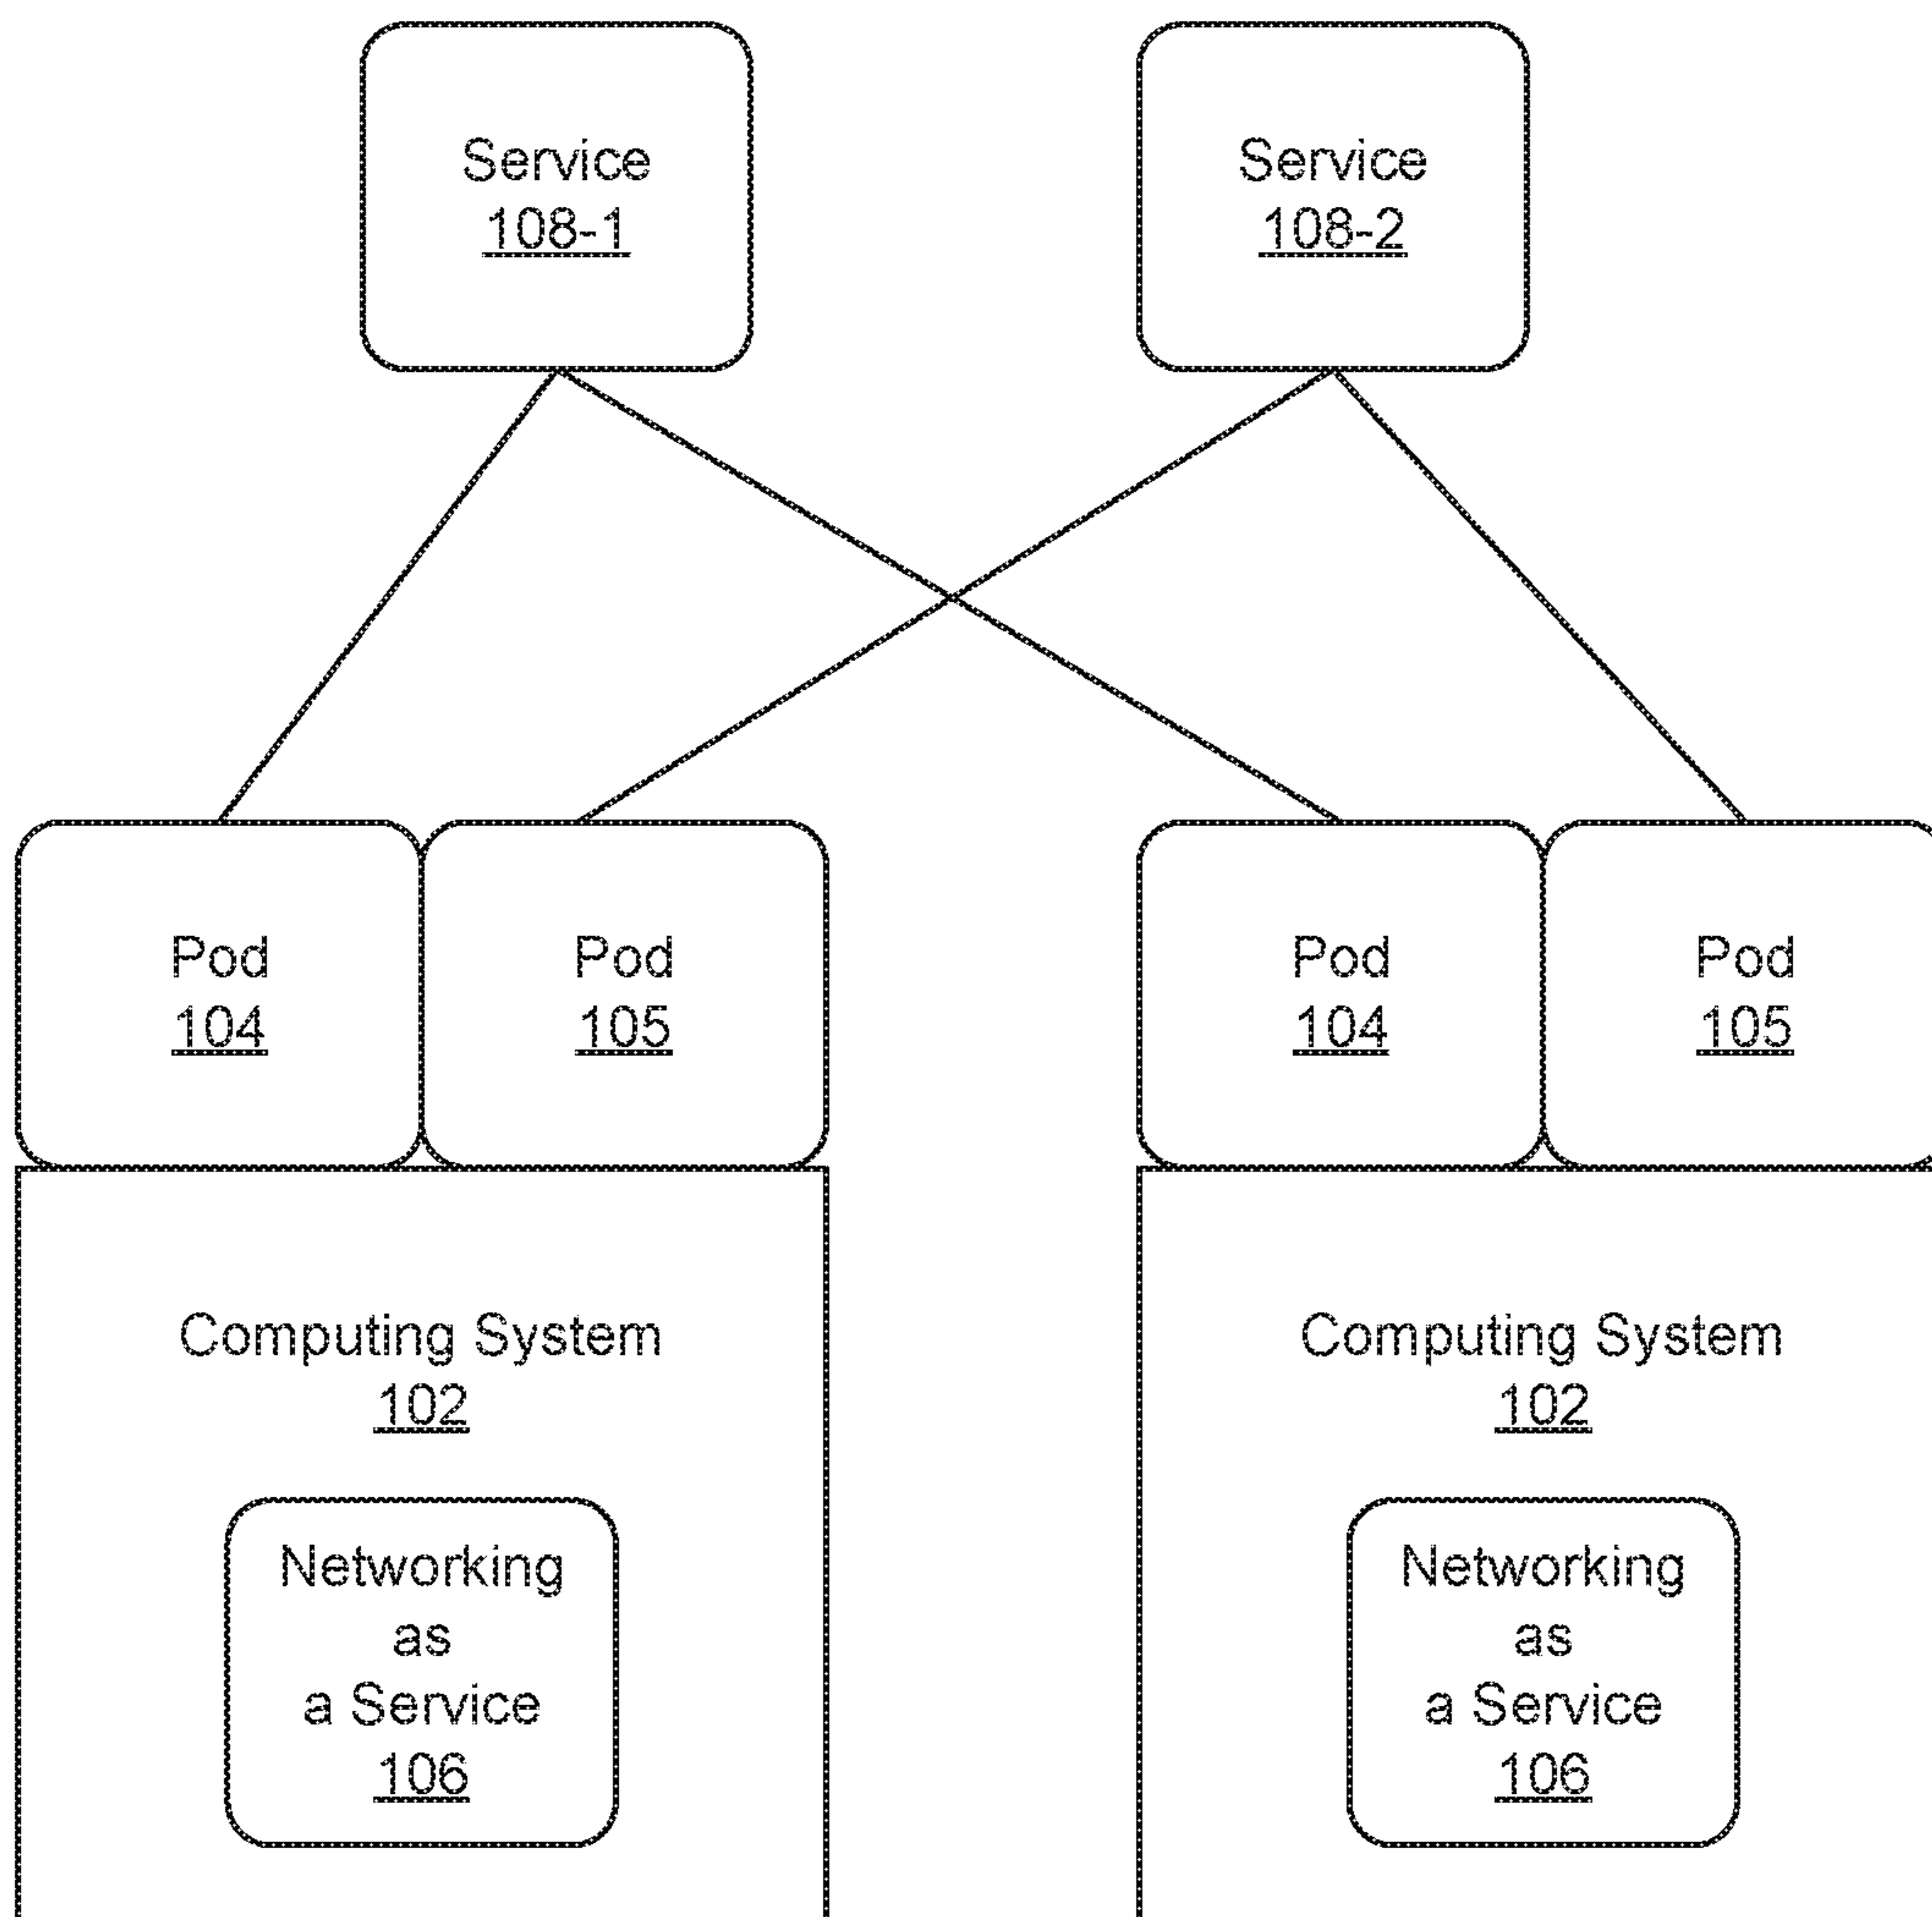 Service
108-1
Service
108-2
Pod
104
Pod
105
Pod
104
Pod
105
Computing System
102
Computing System
102
Networking
as
a Service
106
Networking
as
a Service
106